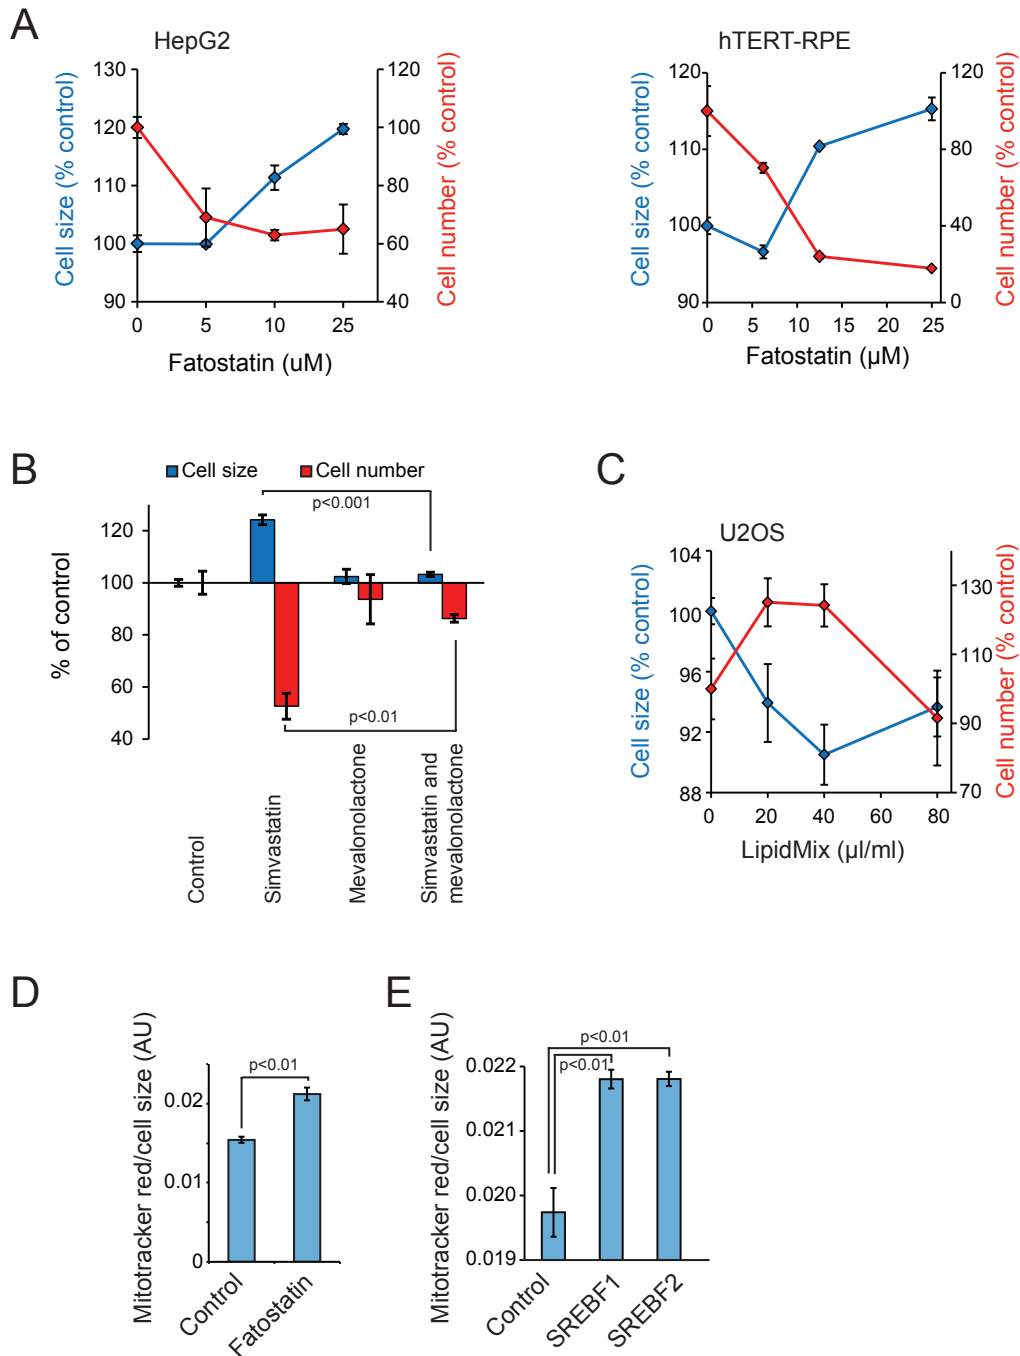 A
HepG2
Cell size (% control)
130
120
110
100
90
120
100
80
60
40
Cell number (% control)
0 5 10 25
Fatostatin (uM)
hTERT-RPE
Cell size (% control)
120
110
100
90
120
80
40
0
Cell number (% control)
0 5 10 15 20 25
Fatostatin (µM)
B
Cell size Cell number
p<0.001
% of control
120
100
80
60
40
p<0.01
Control
Simvastatin
Mevalonolactone
Simvastatin and
mevalonolactone
C
U2OS
Cell size (% control)
104
100
96
92
88
130
110
90
70
Cell number (% control)
0 20 40 60 80
LipidMix (µl/ml)
D
Mitotracker red/cell size (AU)
p<0.01
0.02
0.01
0
Control
Fatostatin
E
Mitotracker red/cell size (AU)
p<0.01
p<0.01
0.022
0.021
0.020
0.019
Control
SREBF1
SREBF2